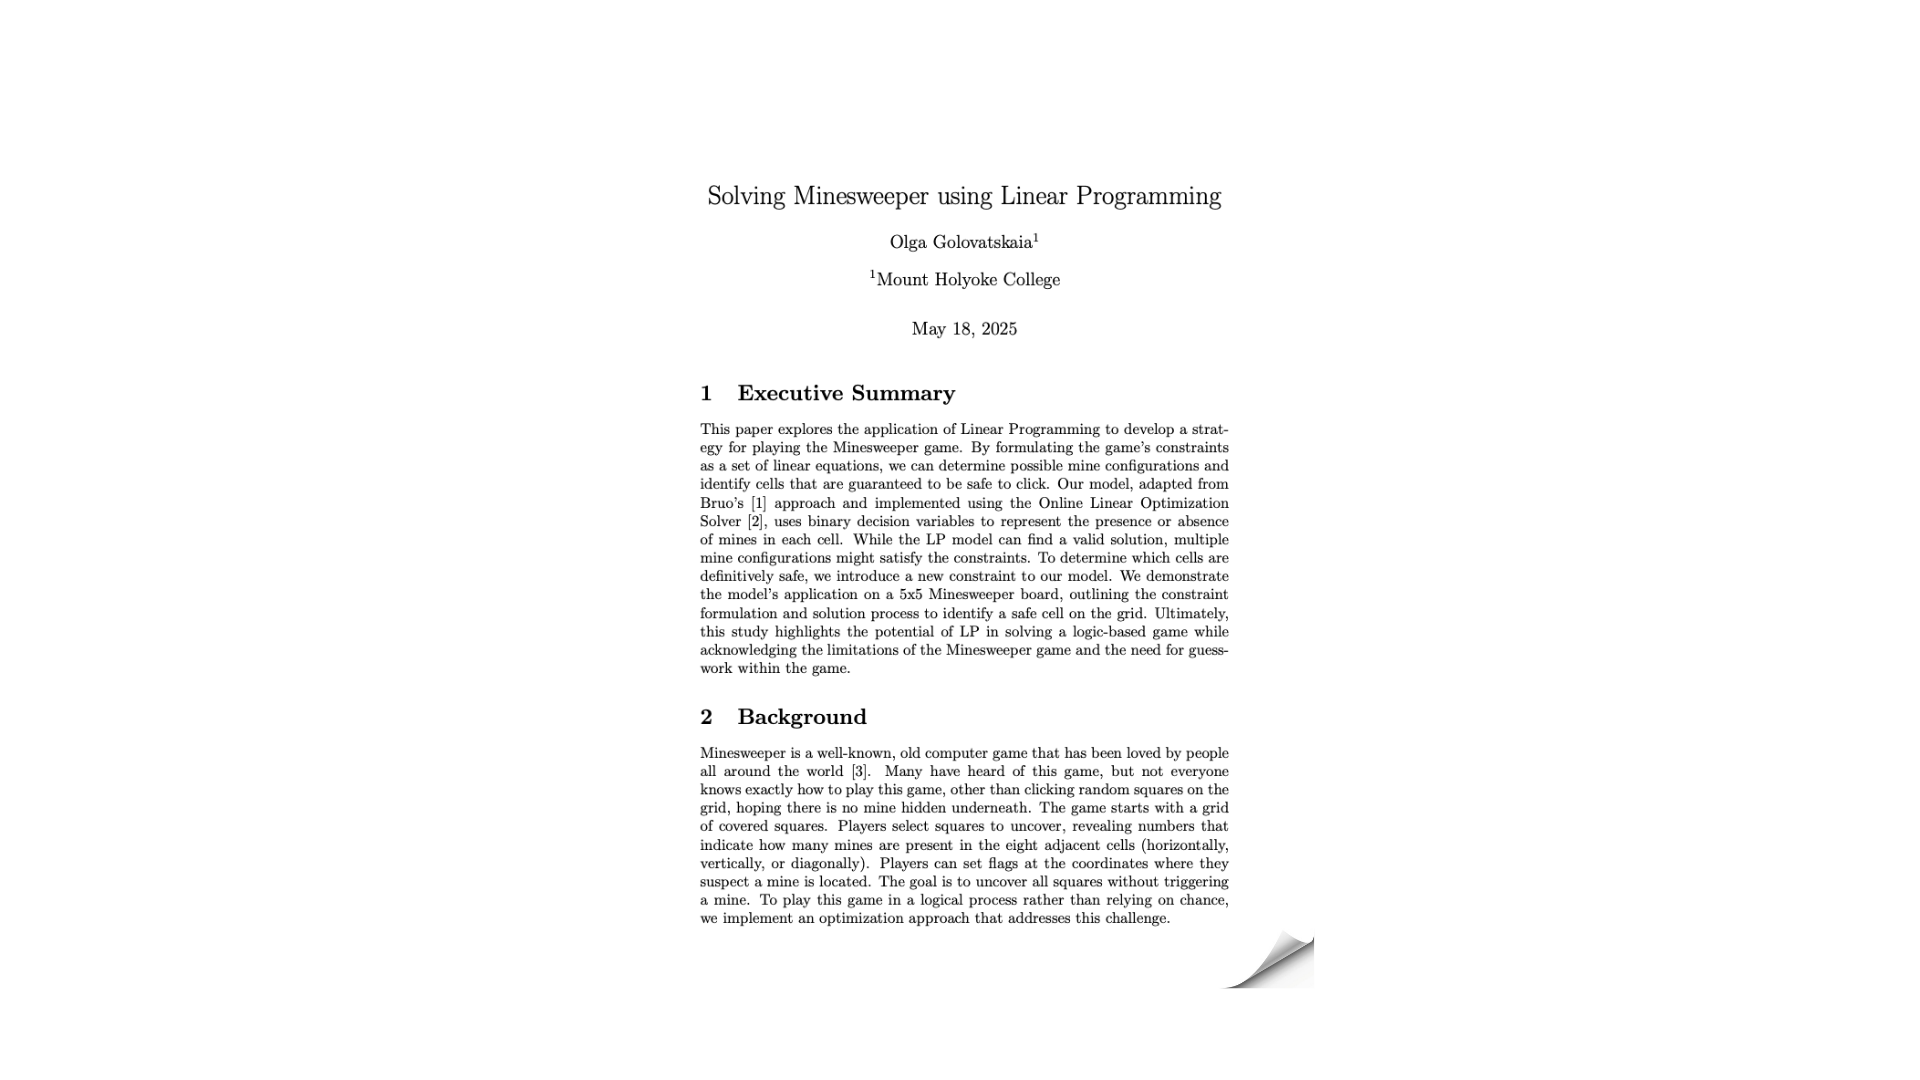 Solving Minesweeper using Linear Programming
Olga Golovatskaia¹
¹Mount Holyoke College
May 18, 2025
1 Executive Summary
This paper explores the application of Linear Programming to develop a strat-
egy for playing the Minesweeper game. By formulating the game's constraints
as a set of linear equations, we can determine possible mine configurations and
identify cells that are guaranteed to be safe to click. Our model, adapted from
Bruo's [1] approach and implemented using the Online Linear Optimization
Solver [2], uses binary decision variables to represent the presence or absence
of mines in each cell. While the LP model can find a valid solution, multiple
mine configurations might satisfy the constraints. To determine which cells are
definitively safe, we introduce a new constraint to our model. We demonstrate
the model's application on a 5x5 Minesweeper board, outlining the constraint
formulation and solution process to identify a safe cell on the grid. Ultimately,
this study highlights the potential of LP in solving a logic-based game while
acknowledging the limitations of the Minesweeper game and the need for guess-
work within the game.
2 Background
Minesweeper is a well-known, old computer game that has been loved by people
all around the world [3]. Many have heard of this game, but not everyone
knows exactly how to play this game, other than clicking random squares on the
grid, hoping there is no mine hidden underneath. The game starts with a grid
of covered squares. Players select squares to uncover, revealing numbers that
indicate how many mines are present in the eight adjacent cells (horizontally,
vertically, or diagonally). Players can set flags at the coordinates where they
suspect a mine is located. The goal is to uncover all squares without triggering
a mine. To play this game in a logical process rather than relying on chance,
we implement an optimization approach that addresses this challenge.